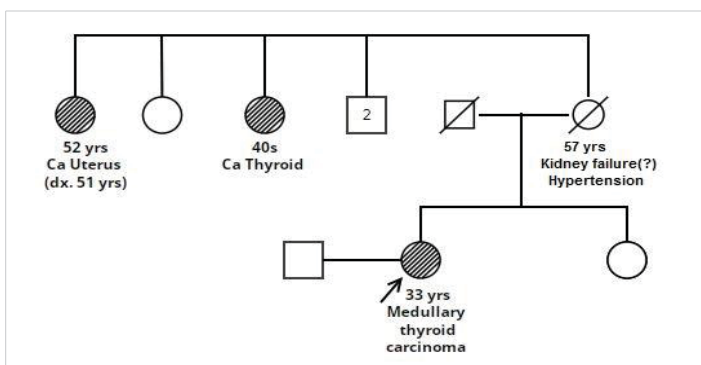 2
52 yrs
Ca Uterus
(dx. 51 yrs)
40s
Ca Thyroid
57 yrs
Kidney failure(?)
Hypertension
33 yrs
Medullary
thyroid
carcinoma